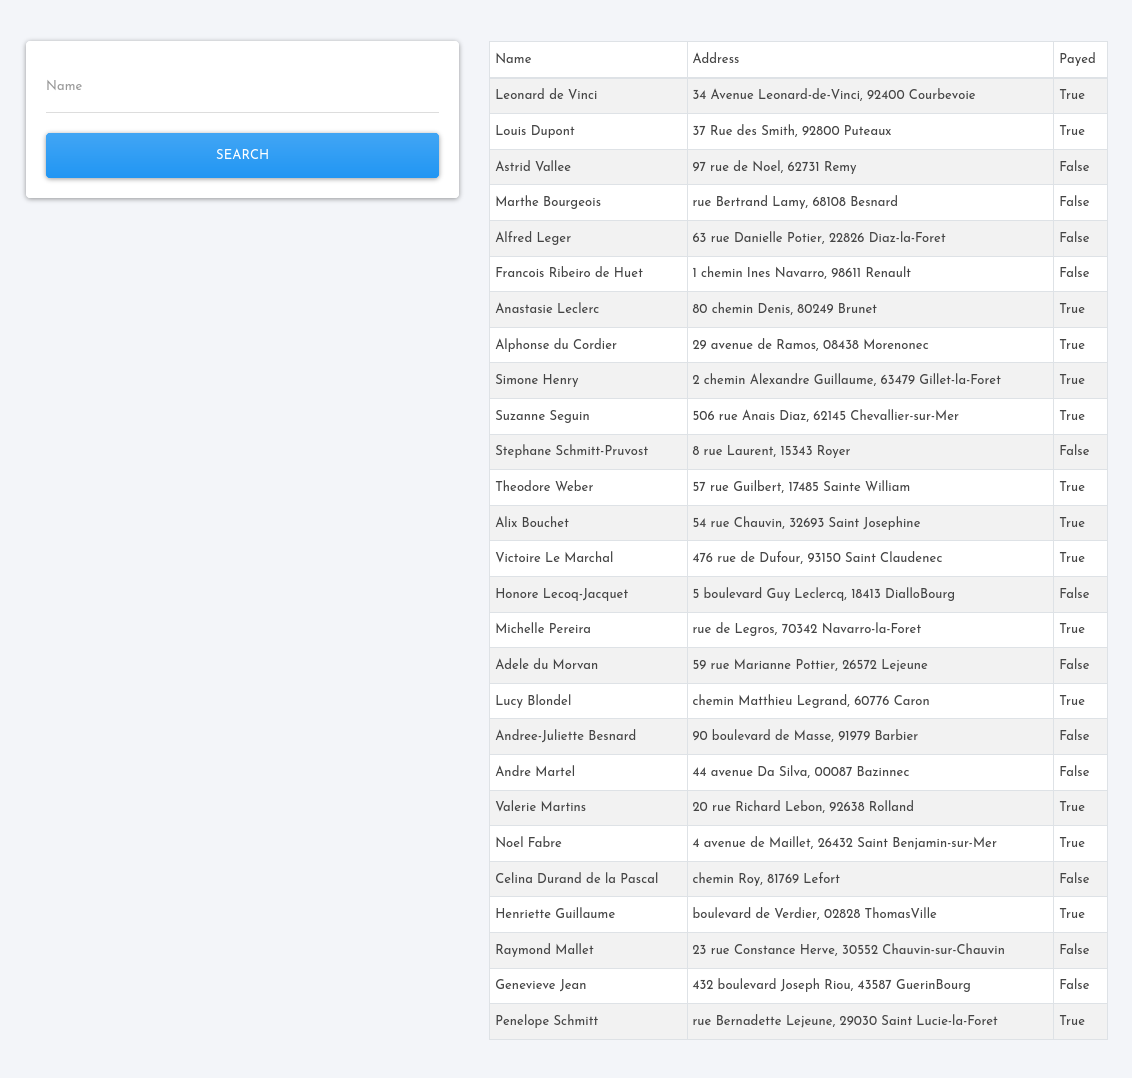 Name
SEARCH
Name Address Payed
Leonard de Vinci 34 Avenue Leonard-de-Vinci, 92400 Courbevoie True
Louis Dupont 37 Rue des Smith, 92800 Puteaux True
Astrid Vallee 97 rue de Noel, 62731 Remy False
Marthe Bourgeois rue Bertrand Lamy, 68108 Besnard False
Alfred Leger 63 rue Danielle Potier, 22826 Diaz-la-Foret False
Francois Ribeiro de Huet 1 chemin Ines Navarro, 98611 Renault False
Anastasie Leclerc 80 chemin Denis, 80249 Brunet True
Alphonse du Cordier 29 avenue de Ramos, 08438 Morenonec True
Simone Henry 2 chemin Alexandre Guillaume, 63479 Gillet-la-Foret True
Suzanne Seguin 506 rue Anais Diaz, 62145 Chevallier-sur-Mer True
Stephane Schmitt-Pruvost 8 rue Laurent, 15343 Royer False
Theodore Weber 57 rue Guilbert, 17485 Sainte William True
Alix Bouchet 54 rue Chauvin, 32693 Saint Josephine True
Victoire Le Marchal 476 rue de Dufour, 93150 Saint Claudenec True
Honore Lecoq-Jacquet 5 boulevard Guy Leclercq, 18413 DialloBourg False
Michelle Pereira rue de Legros, 70342 Navarro-la-Foret True
Adele du Morvan 59 rue Marianne Pottier, 26572 Lejeune False
Lucy Blondel chemin Matthieu Legrand, 60776 Caron True
Andree-Juliette Besnard 90 boulevard de Masse, 91979 Barbier False
Andre Martel 44 avenue Da Silva, 00087 Bazinnec False
Valerie Martins 20 rue Richard Lebon, 92638 Rolland True
Noel Fabre 4 avenue de Maillet, 26432 Saint Benjamin-sur-Mer True
Celina Durand de la Pascal chemin Roy, 81769 Lefort False
Henriette Guillaume boulevard de Verdier, 02828 ThomasVille True
Raymond Mallet 23 rue Constance Herve, 30552 Chauvin-sur-Chauvin False
Genevieve Jean 432 boulevard Joseph Riou, 43587 GuerinBourg False
Penelope Schmitt rue Bernadette Lejeune, 29030 Saint Lucie-la-Foret True